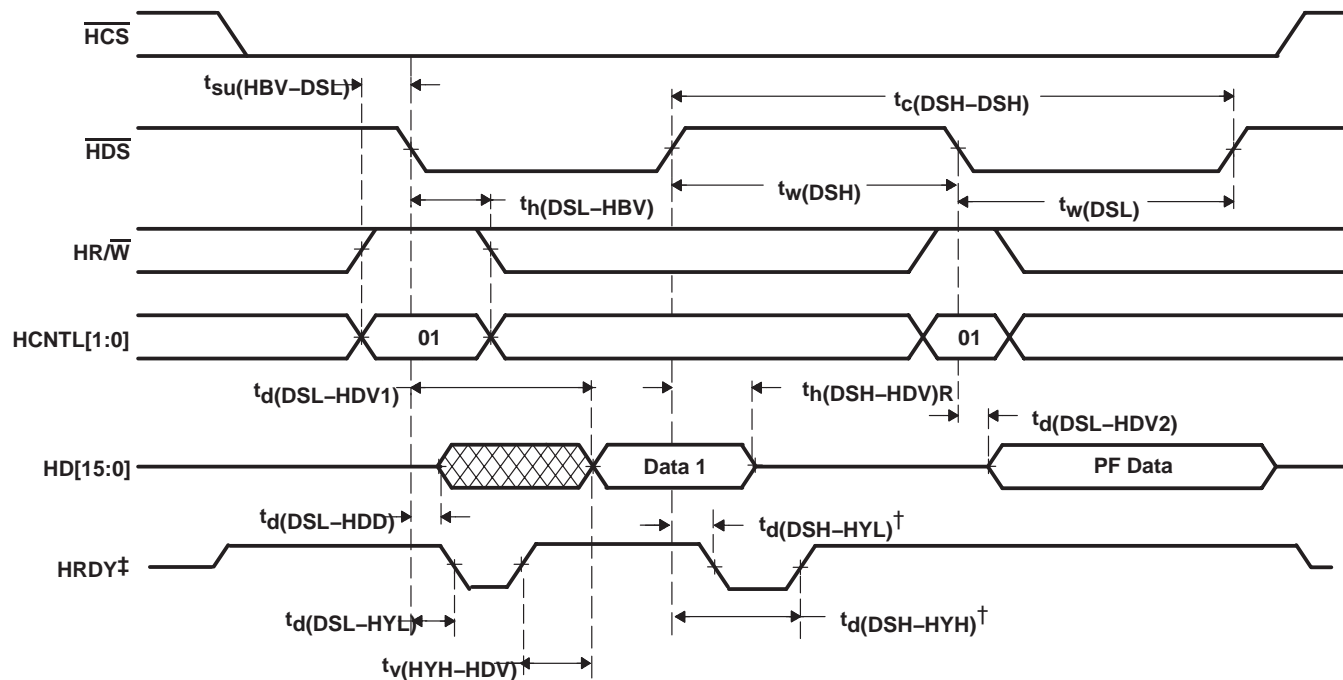 HCS
tsu(HBV–DSL)
tc(DSH–DSH)
HDS
tw(DSH)
th(DSL–HBV)
tw(DSL)
HR/W
HCNTL[1:0]
01
01
td(DSL–HDV1)
th(DSH–HDV)R
td(DSL–HDV2)
HD[15:0]
Data 1
PF Data
td(DSL–HDD)
td(DSH–HYL)†
HRDY‡
td(DSL–HYL)
td(DSH–HYH)†
tv(HYH–HDV)